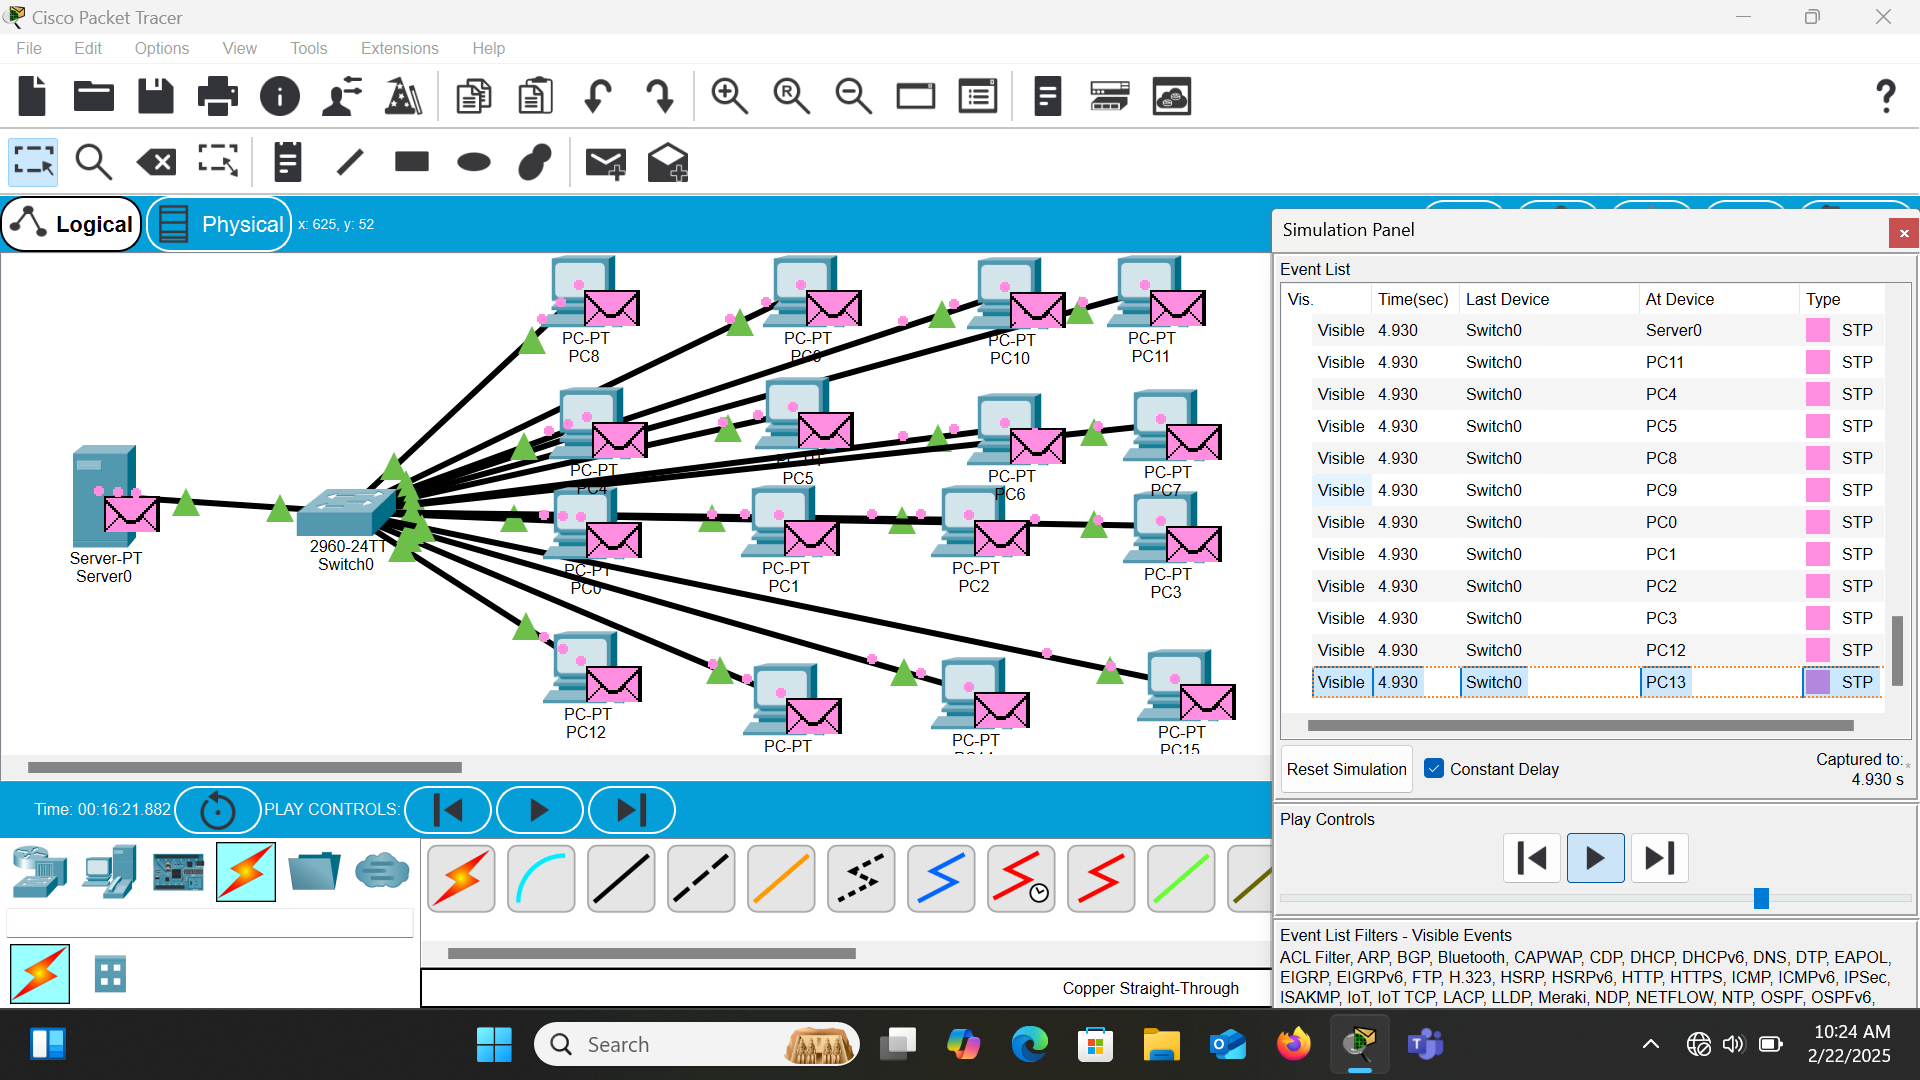 Cisco Packet Tracer
File Edit Options View Tools Extensions Help
Logical Physical x: 625, y: 52
PC-PT
PC8
PC-PT
PC9
PC-PT
PC10
PC-PT
PC11
PC-PT
PC4
PC5
PC-PT
PC6
PC-PT
PC7
Server-PT
Server0
2960-24TT
Switch0
PC-PT
PC0
PC-PT
PC1
PC-PT
PC2
PC-PT
PC3
PC-PT
PC12
PC-PT
PC-PT
PC-PT
PC15
Simulation Panel
Event List
Vis. Time(sec) Last Device At Device Type
Visible 4.930 Switch0 Server0 STP
Visible 4.930 Switch0 PC11 STP
Visible 4.930 Switch0 PC4 STP
Visible 4.930 Switch0 PC5 STP
Visible 4.930 Switch0 PC8 STP
Visible 4.930 Switch0 PC9 STP
Visible 4.930 Switch0 PC0 STP
Visible 4.930 Switch0 PC1 STP
Visible 4.930 Switch0 PC2 STP
Visible 4.930 Switch0 PC3 STP
Visible 4.930 Switch0 PC12 STP
Visible 4.930 Switch0 PC13 STP
Reset Simulation Constant Delay Captured to: *
4.930 s
Time: 00:16:21.882 PLAY CONTROLS:
Play Controls
Event List Filters - Visible Events
ACL Filter, ARP, BGP, Bluetooth, CAPWAP, CDP, DHCP, DHCPv6, DNS, DTP, EAPOL,
EIGRP, EIGRPv6, FTP, H.323, HSRP, HSRPv6, HTTP, HTTPS, ICMP, ICMPv6, IPSec,
ISAKMP, IoT, IoT TCP, LACP, LLDP, Meraki, NDP, NETFLOW, NTP, OSPF, OSPFv6,
Copper Straight-Through
Search
10:24 AM
2/22/2025